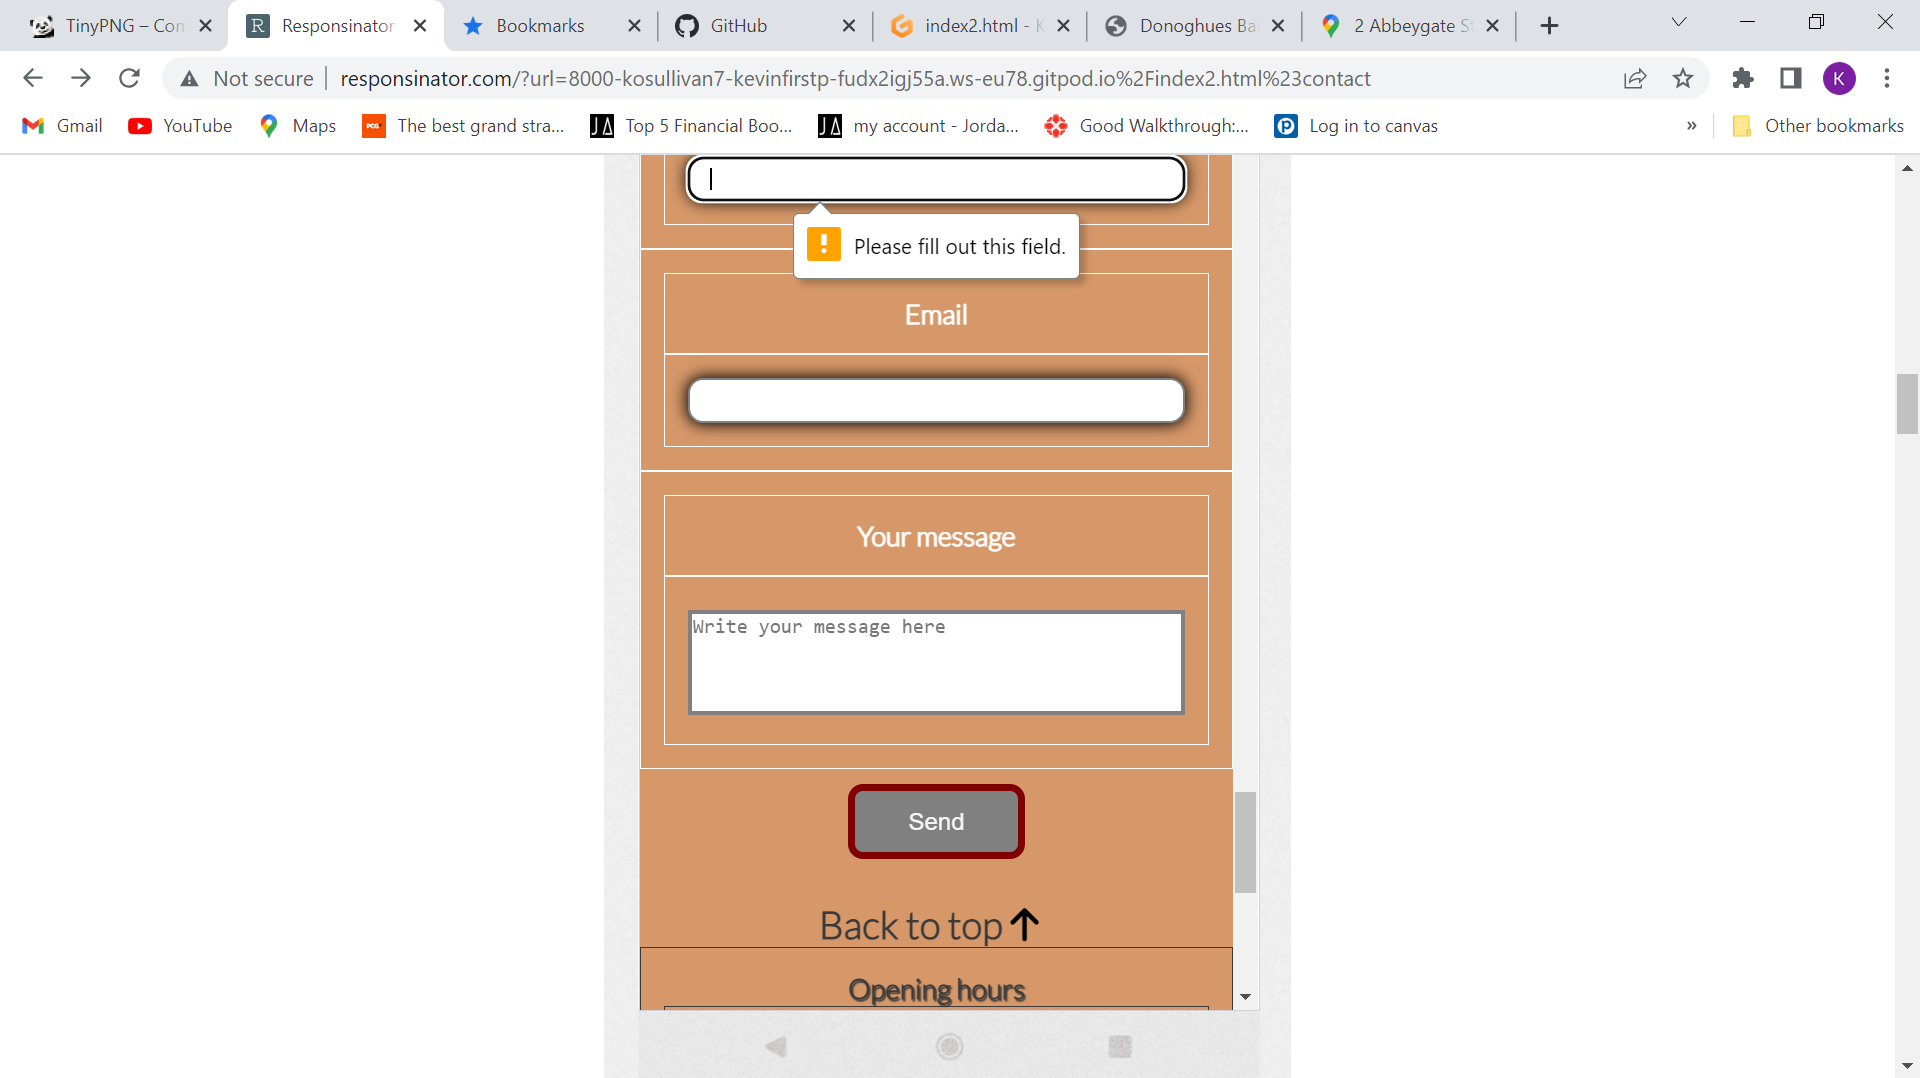 TinyPNG – Com
Responsinator
Bookmarks
GitHub
index2.html - K
Donoghues Ba
2 Abbeygate S
Not secure
responsinator.com/?url=8000-kosullivan7-kevinfirstp-fudx2igj55a.ws-eu78.gitpod.io%2Findex2.html%23contact
K
Gmail
YouTube
Maps
The best grand stra...
Top 5 Financial Boo...
my account - Jorda...
Good Walkthrough:...
Log in to canvas
»
Other bookmarks
Please fill out this field.
Email
Your message
Write your message here
Send
Back to top
Opening hours